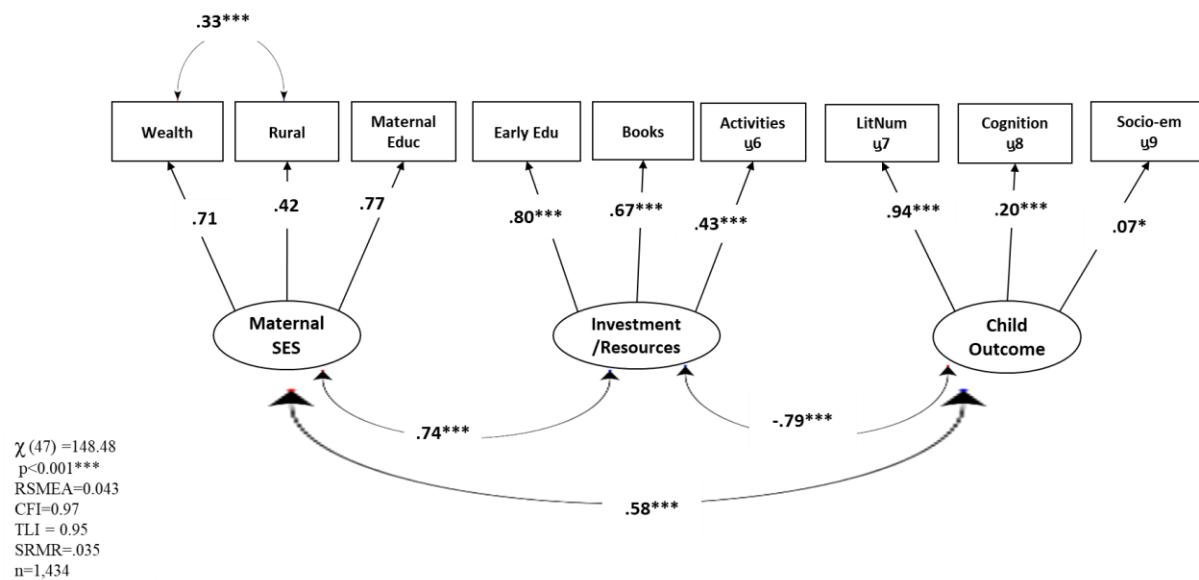 .33***
Wealth
Rural
Maternal
Educ
Early Edu
Books
Activities
y6
LitNum
y7
Cognition
y8
Socio-em
y9
.71
.42
.77
.80***
.67***
.43***
.94***
.20***
.07*
Maternal
SES
Investment
/Resources
Child
Outcome
.74***
-.79***
.58***
χ (47) =148.48
p<0.001***
RSMEA=0.043
CFI=0.97
TLI = 0.95
SRMR=.035
n=1,434